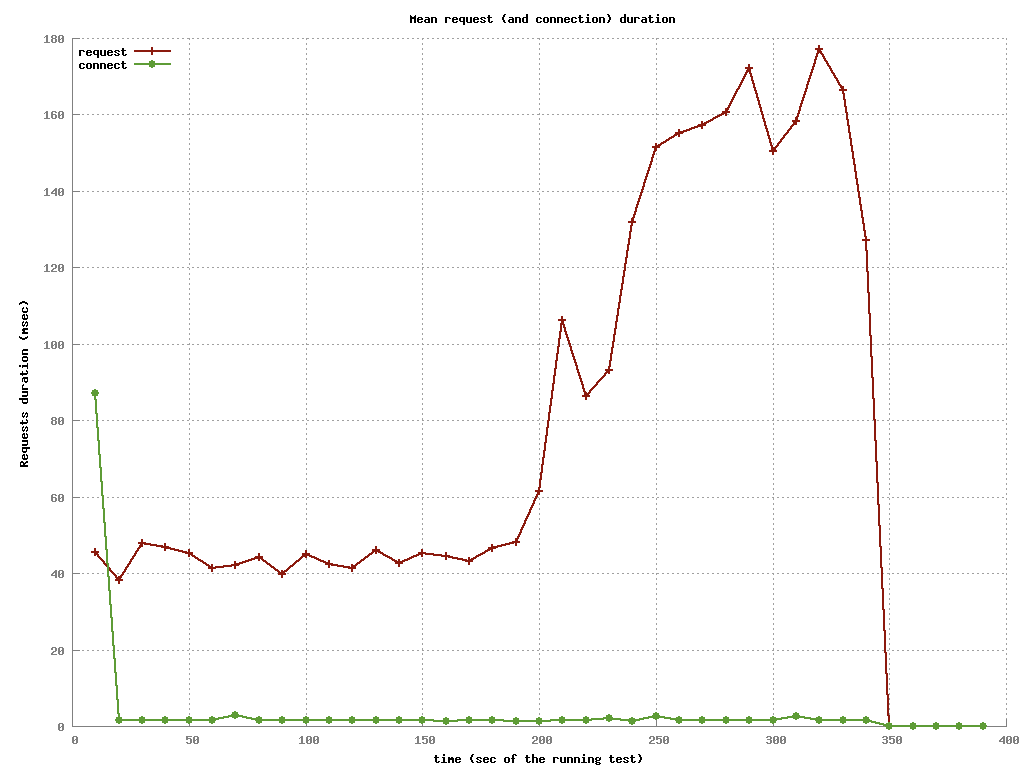 Mean request (and connection) duration
request
connect
180
160
140
120
100
80
60
40
20
0
Requests duration (msec)
0 50 100 150 200 250 300 350 400
time (sec of the running test)